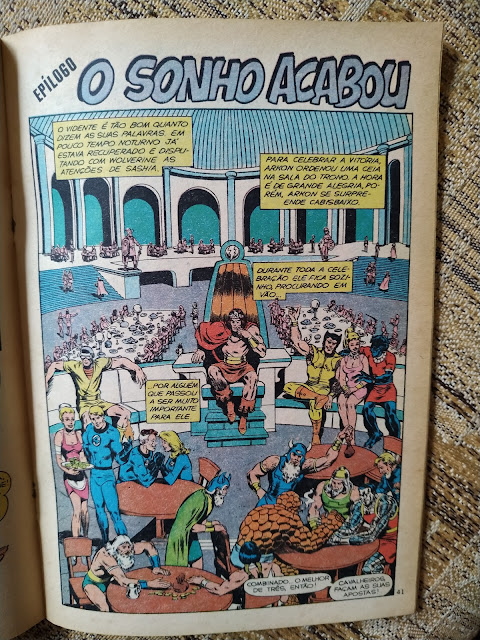 EPÍLOGO
O SONHO ACABOU
O VIDENTE É TÃO BOM QUANTO
DIZEM AS SUAS PALAVRAS. EM
POUCO TEMPO NOTURNO JÁ
ESTAVA RECUPERADO E DISPU-
TANDO COM WOLVERINE AS
ATENÇÕES DE SASHIA.
PARA CELEBRAR A VITÓRIA,
ARKON ORDENOU UMA CEIA
NA SALA DO TRONO. A HORA
É DE GRANDE ALEGRIA, PO-
RÉM, ARKON SE SURPRE-
ENDE CABISBAIXO.
DURANTE TODA A CELE-
BRAÇÃO ELE FICA SOZI-
NHO, PROCURANDO EM
VÃO...
...POR ALGUÉM
QUE PASSOU
A SER MUITO
IMPORTANTE
PARA ELE.
COMBINADO... O MELHOR
DE TRÊS, ENTÃO!
CAVALHEIROS,
FAÇAM AS SUAS
APOSTAS!
41